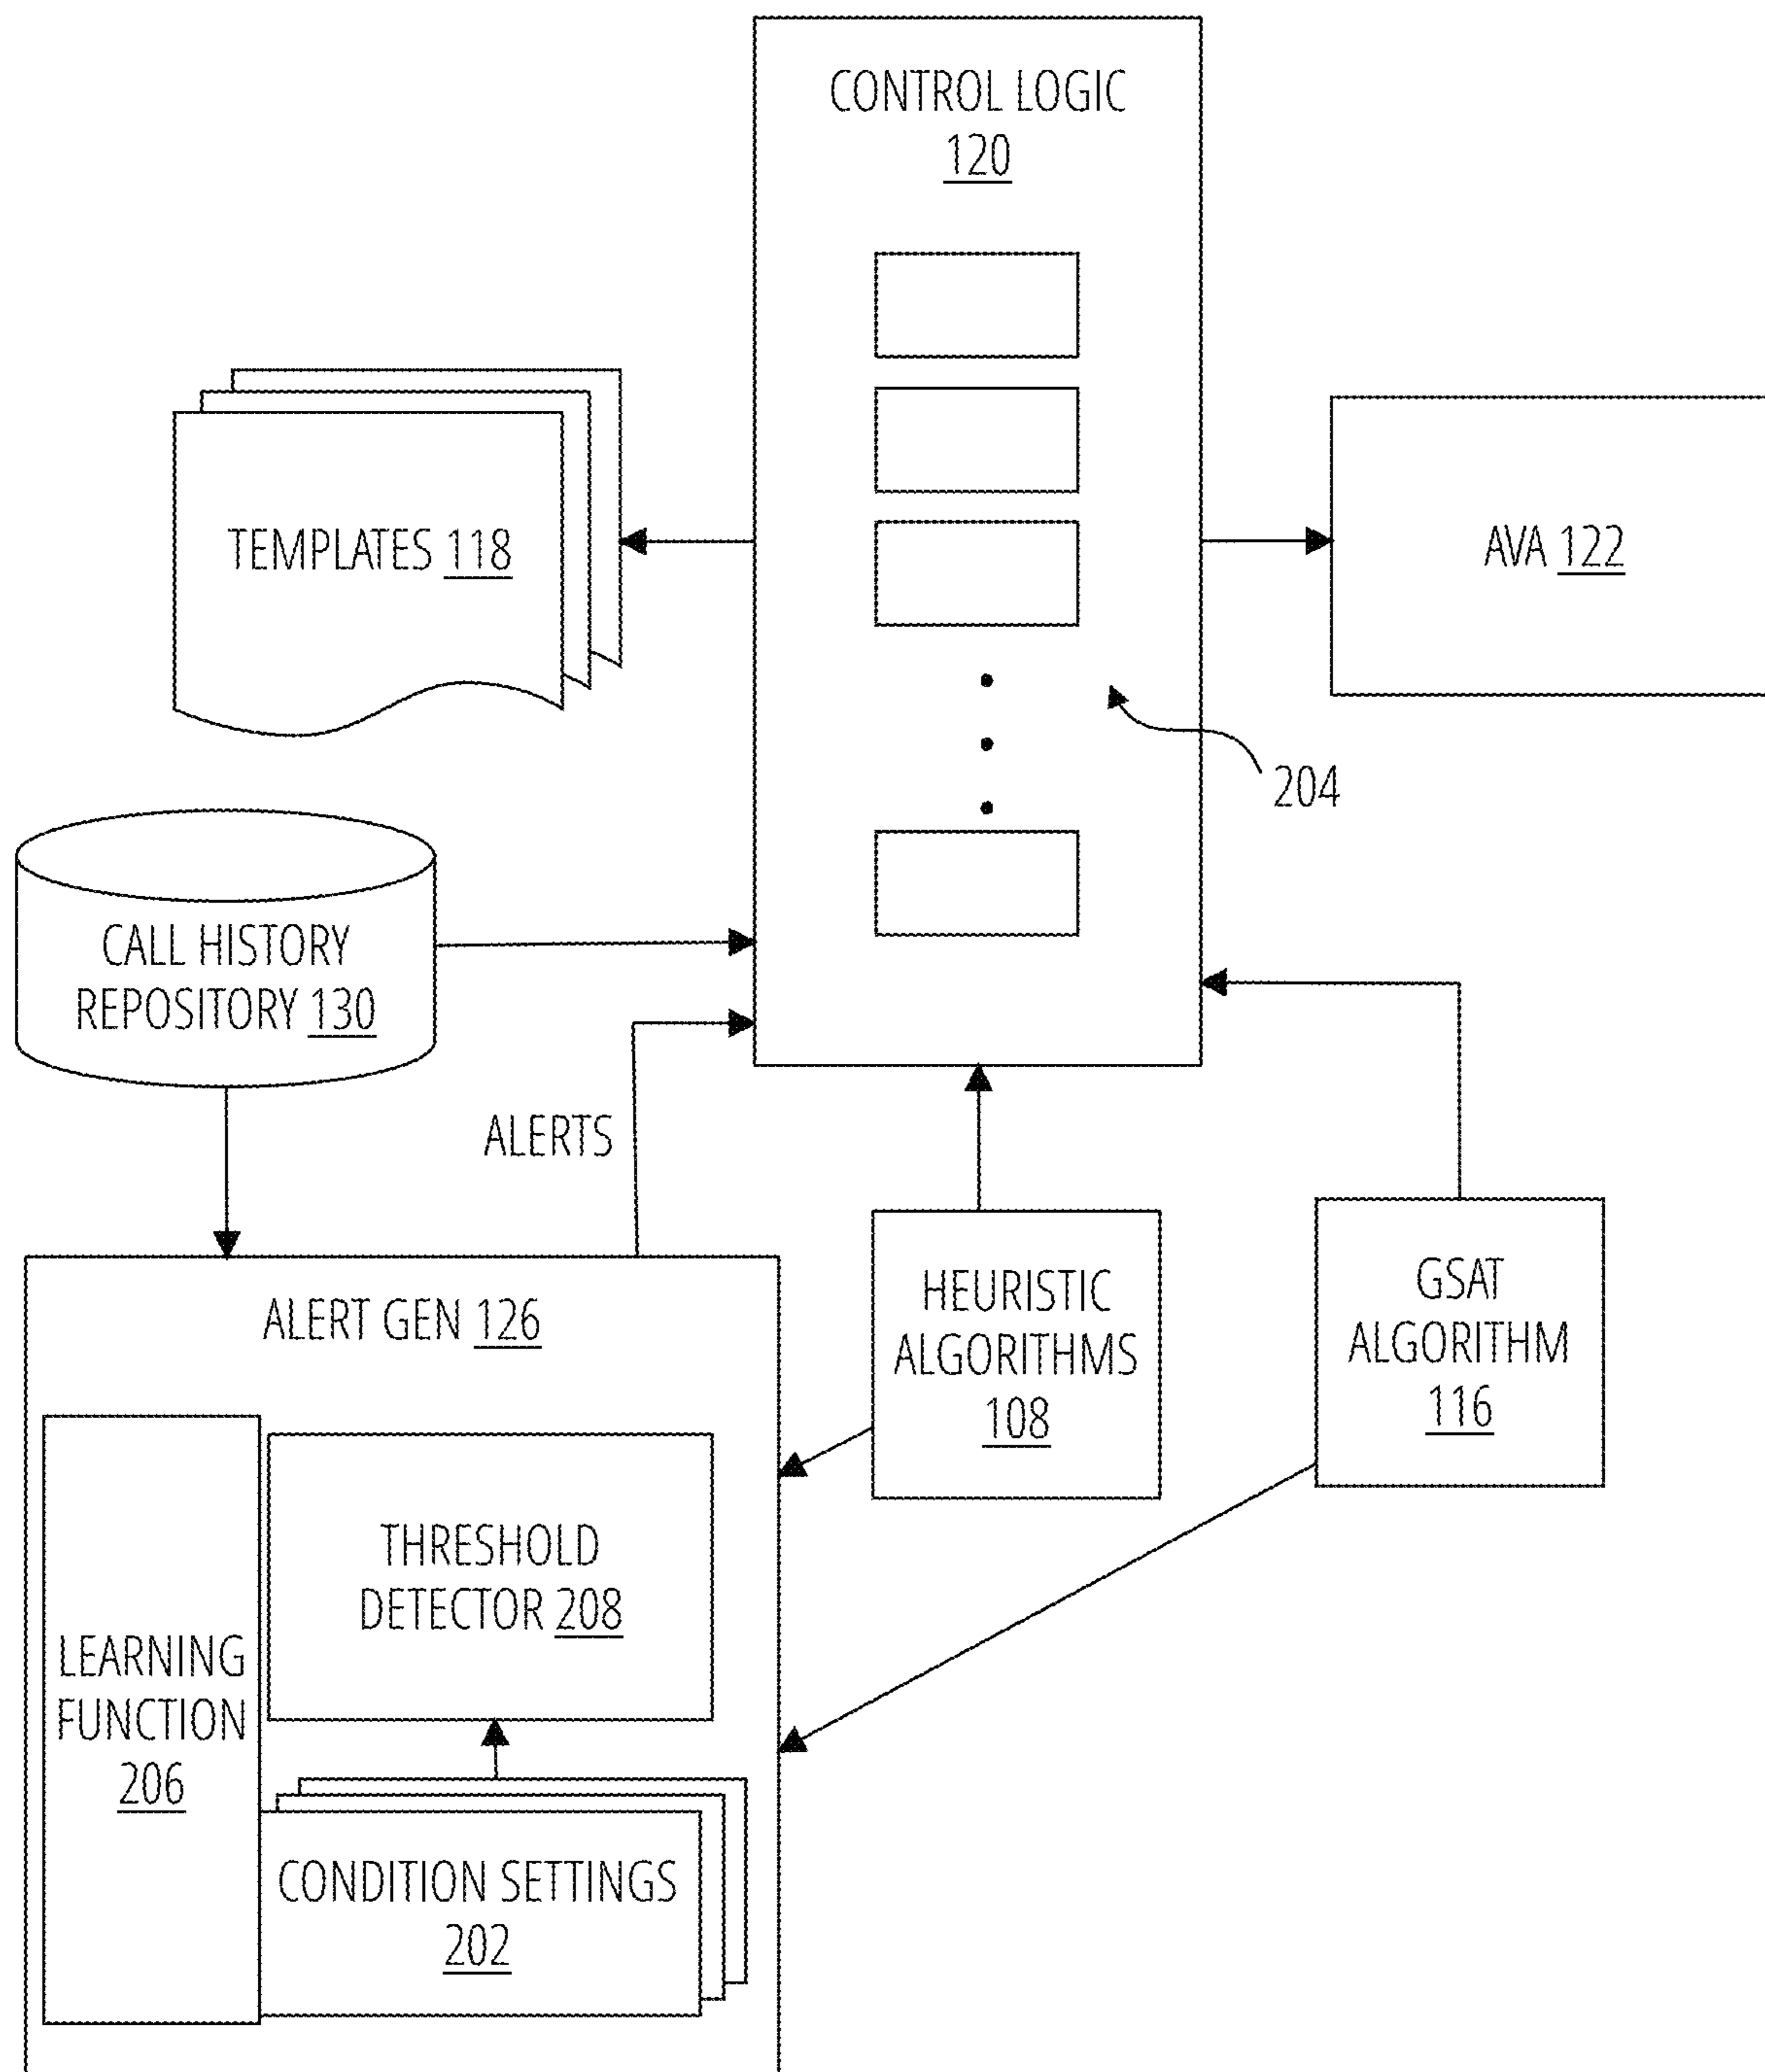 CONTROL LOGIC
120
TEMPLATES 118
AVA 122
204
CALL HISTORY
REPOSITORY 130
ALERTS
ALERT GEN 126
HEURISTIC
ALGORITHMS
108
GSAT
ALGORITHM
116
THRESHOLD
DETECTOR 208
LEARNING
FUNCTION
206
CONDITION SETTINGS
202